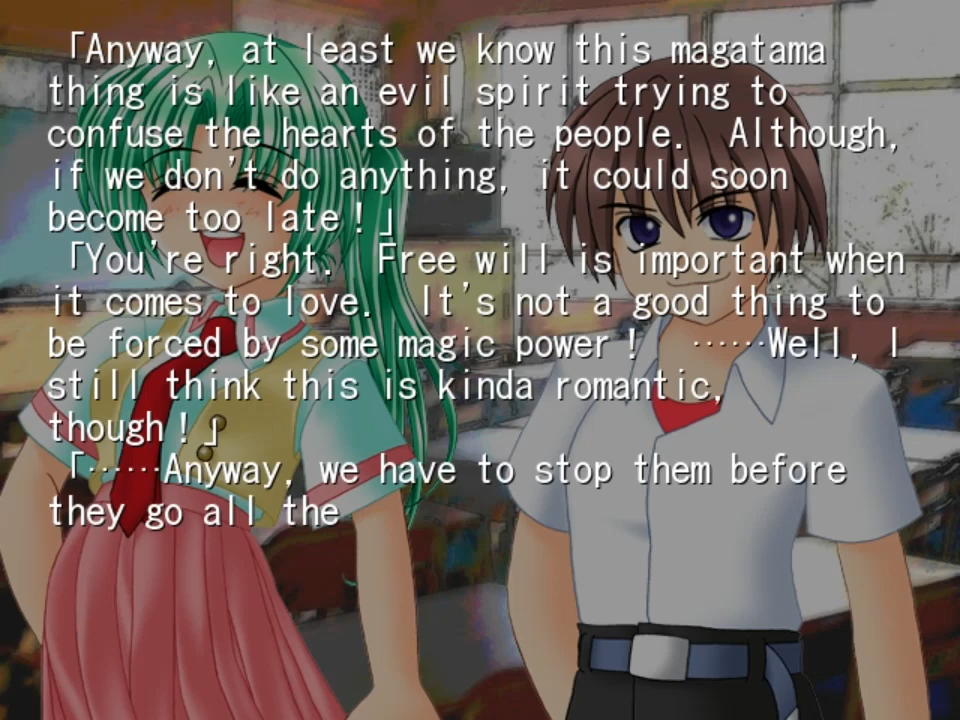 「Anyway, at least we know this magatama
thing is like an evil spirit trying to
confuse the hearts of the people. Although,
if we don't do anything, it could soon
become too late！」
「You're right. Free will is important when
it comes to love. It's not a good thing to
be forced by some magic power！ ……Well, I
still think this is kinda romantic,
though！」
「……Anyway, we have to stop them before
they go all the